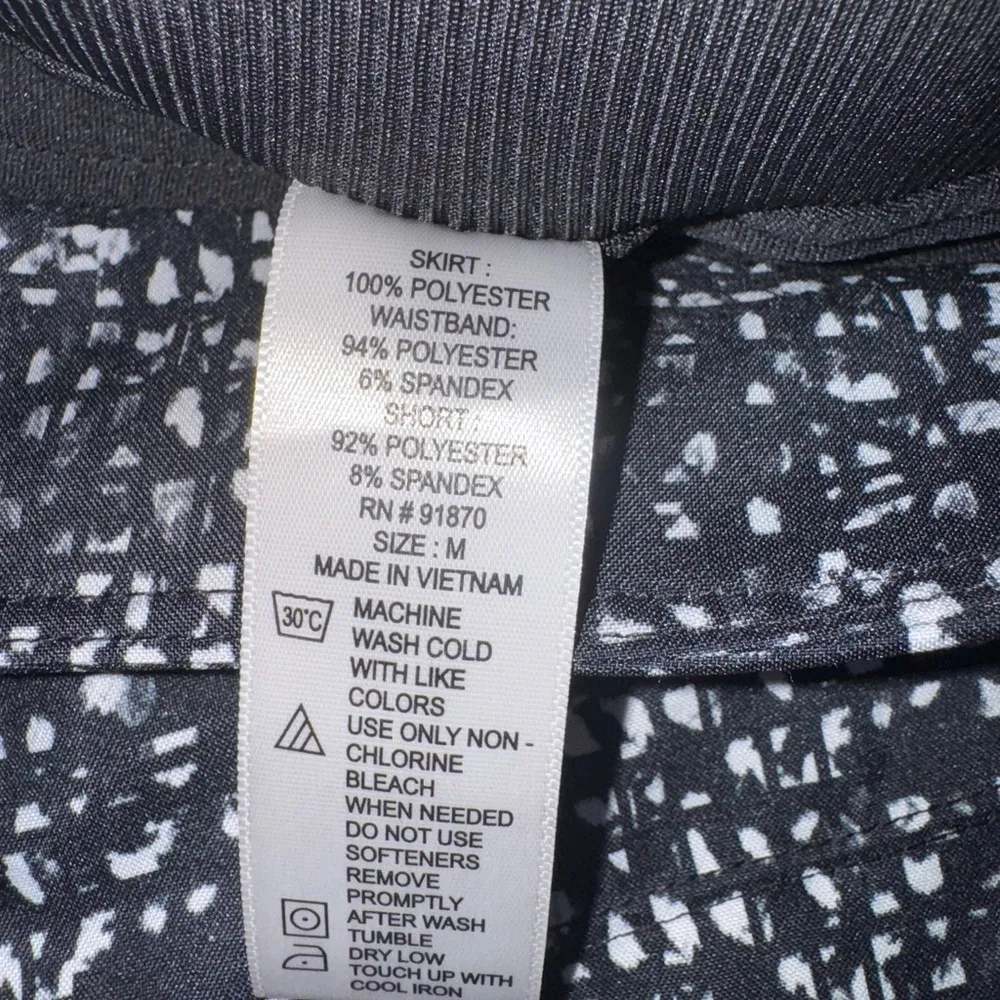 SKIRT :
100% POLYESTER
WAISTBAND:
94% POLYESTER
6% SPANDEX
SHORT :
92% POLYESTER
8% SPANDEX
RN # 91870
SIZE : M
MADE IN VIETNAM
30°C MACHINE
WASH COLD
WITH LIKE
COLORS
USE ONLY NON -
CHLORINE
BLEACH
WHEN NEEDED
DO NOT USE
SOFTENERS
REMOVE
PROMPTLY
AFTER WASH
TUMBLE
DRY LOW
TOUCH UP WITH
COOL IRON